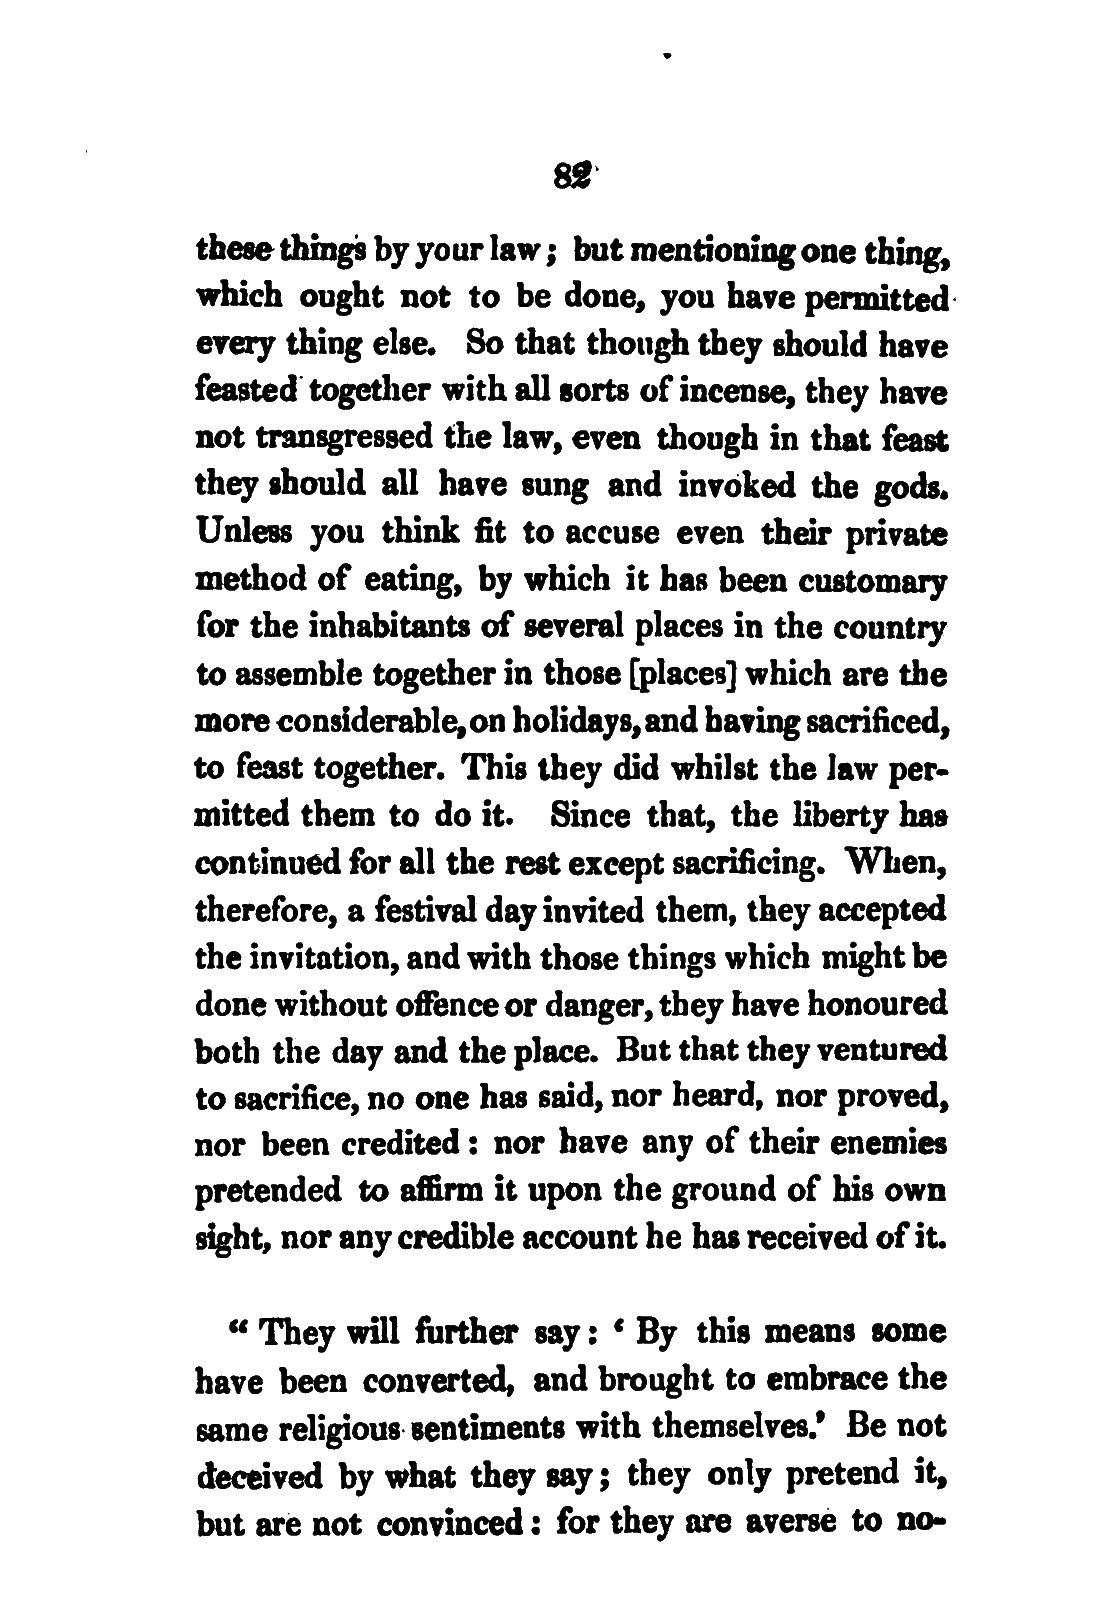 82
these things by your law; but mentioning one thing,
which ought not to be done, you have permitted
every thing else. So that though they should have
feasted together with all sorts of incense, they have
not transgressed the law, even though in that feast
they should all have sung and invoked the gods.
Unless you think fit to accuse even their private
method of eating, by which it has been customary
for the inhabitants of several places in the country
to assemble together in those [places] which are the
more considerable, on holidays, and having sacrificed,
to feast together. This they did whilst the law per-
mitted them to do it. Since that, the liberty has
continued for all the rest except sacrificing. When,
therefore, a festival day invited them, they accepted
the invitation, and with those things which might be
done without offence or danger, they have honoured
both the day and the place. But that they ventured
to sacrifice, no one has said, nor heard, nor proved,
nor been credited: nor have any of their enemies
pretended to affirm it upon the ground of his own
sight, nor any credible account he has received of it.
“ They will further say: ‘ By this means some
have been converted, and brought to embrace the
same religious sentiments with themselves.’ Be not
deceived by what they say; they only pretend it,
but are not convinced: for they are averse to no-